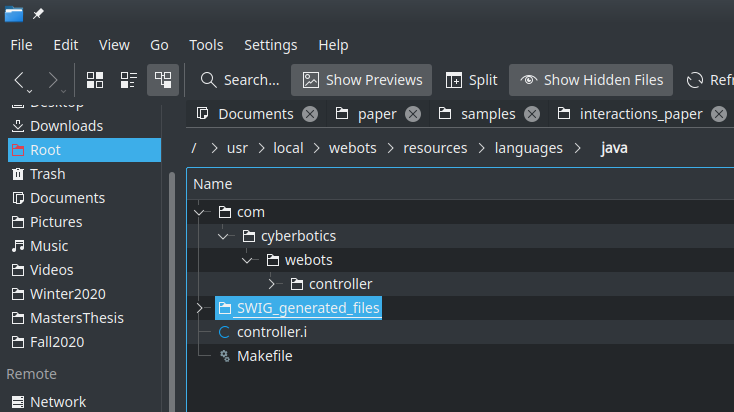 File Edit View Go Tools Settings Help
Search... Show Previews Split Show Hidden Files Refr
Desktop
Downloads
Root
Trash
Documents
Pictures
Music
Videos
Winter2020
MastersThesis
Fall2020
Remote
Network
Documents paper samples interactions_paper
/ > usr > local > webots > resources > languages > java
Name
com
cyberbotics
webots
controller
SWIG_generated_files
controller.i
Makefile